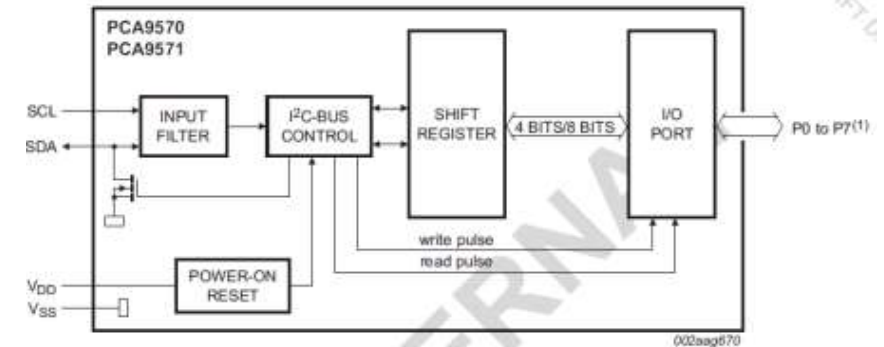 PCA9570
PCA9571
SCL
SDA
INPUT
FILTER
I²C-BUS
CONTROL
SHIFT
REGISTER
4 BITS/8 BITS
I/O
PORT
P0 to P7(1)
write pulse
read pulse
POWER-ON
RESET
VDD
VSS
002aag670